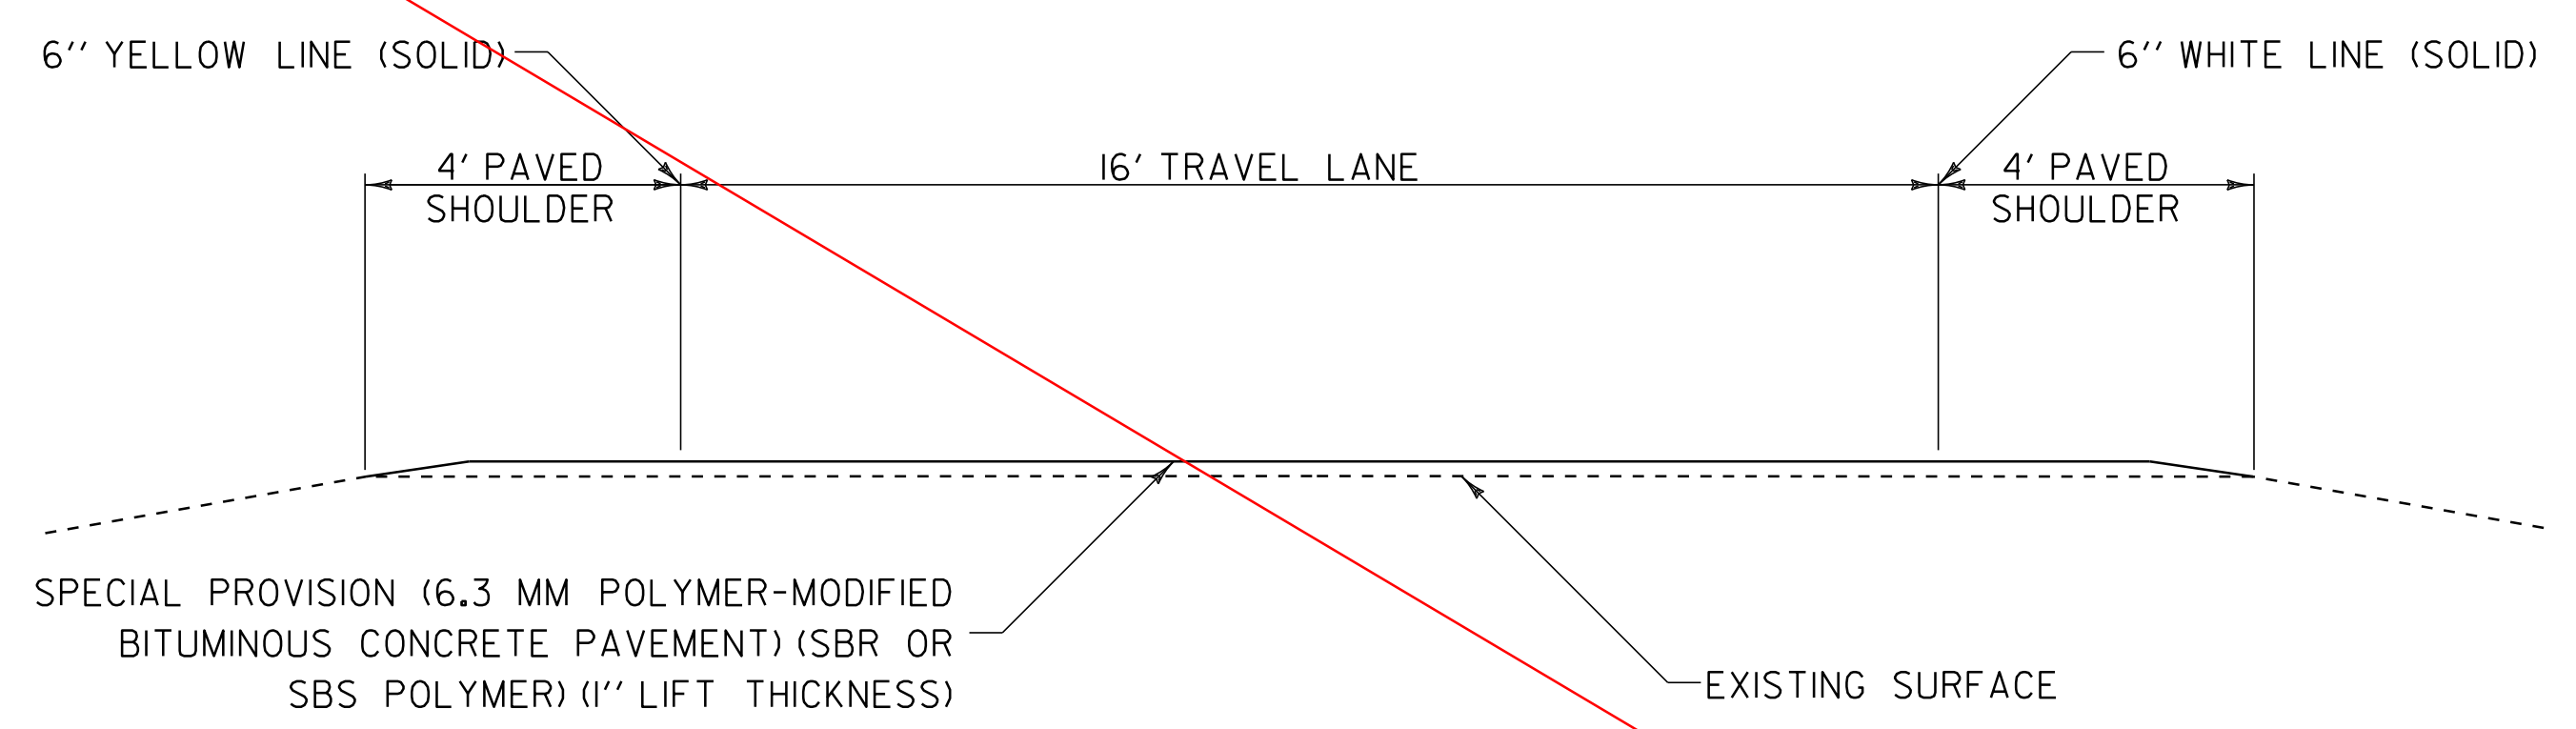 6'' YELLOW LINE (SOLID)
6'' WHITE LINE (SOLID)
4' PAVED
SHOULDER
16' TRAVEL LANE
4' PAVED
SHOULDER
SPECIAL PROVISION (6.3 MM POLYMER-MODIFIED
BITUMINOUS CONCRETE PAVEMENT) (SBR OR
SBS POLYMER) (1'' LIFT THICKNESS)
EXISTING SURFACE